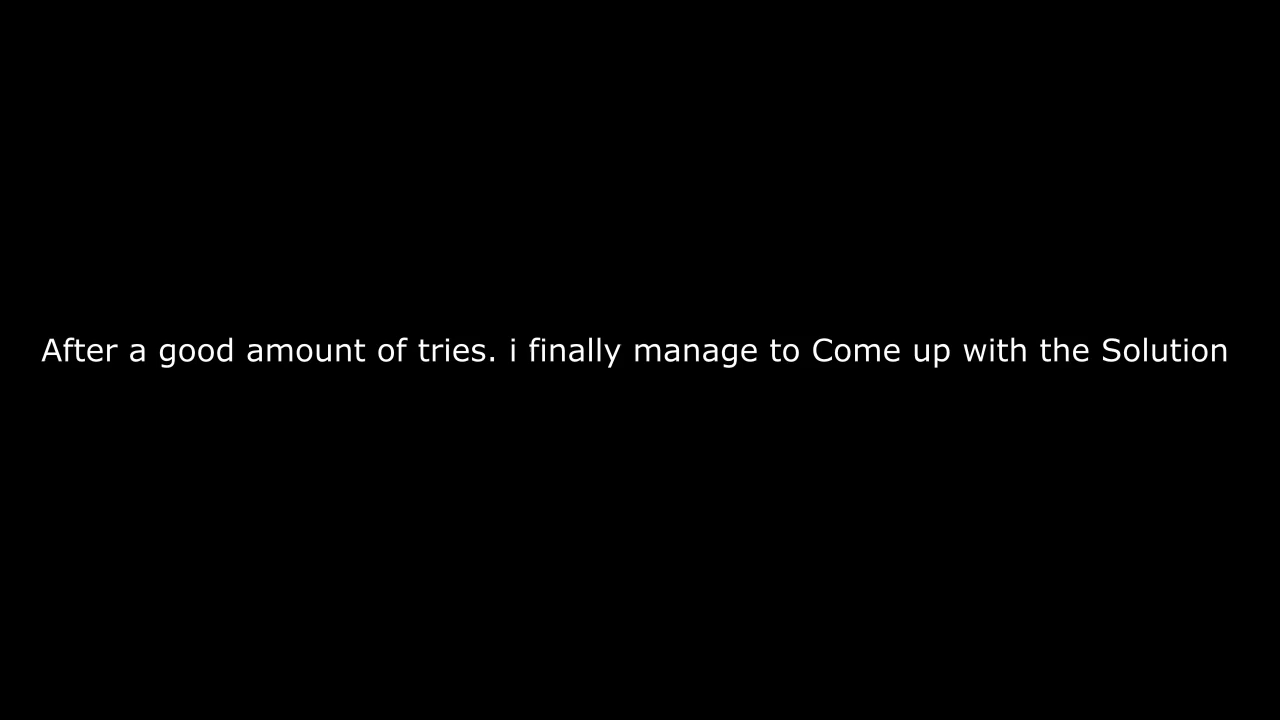 After a good amount of tries. i finally manage to Come up with the Solution